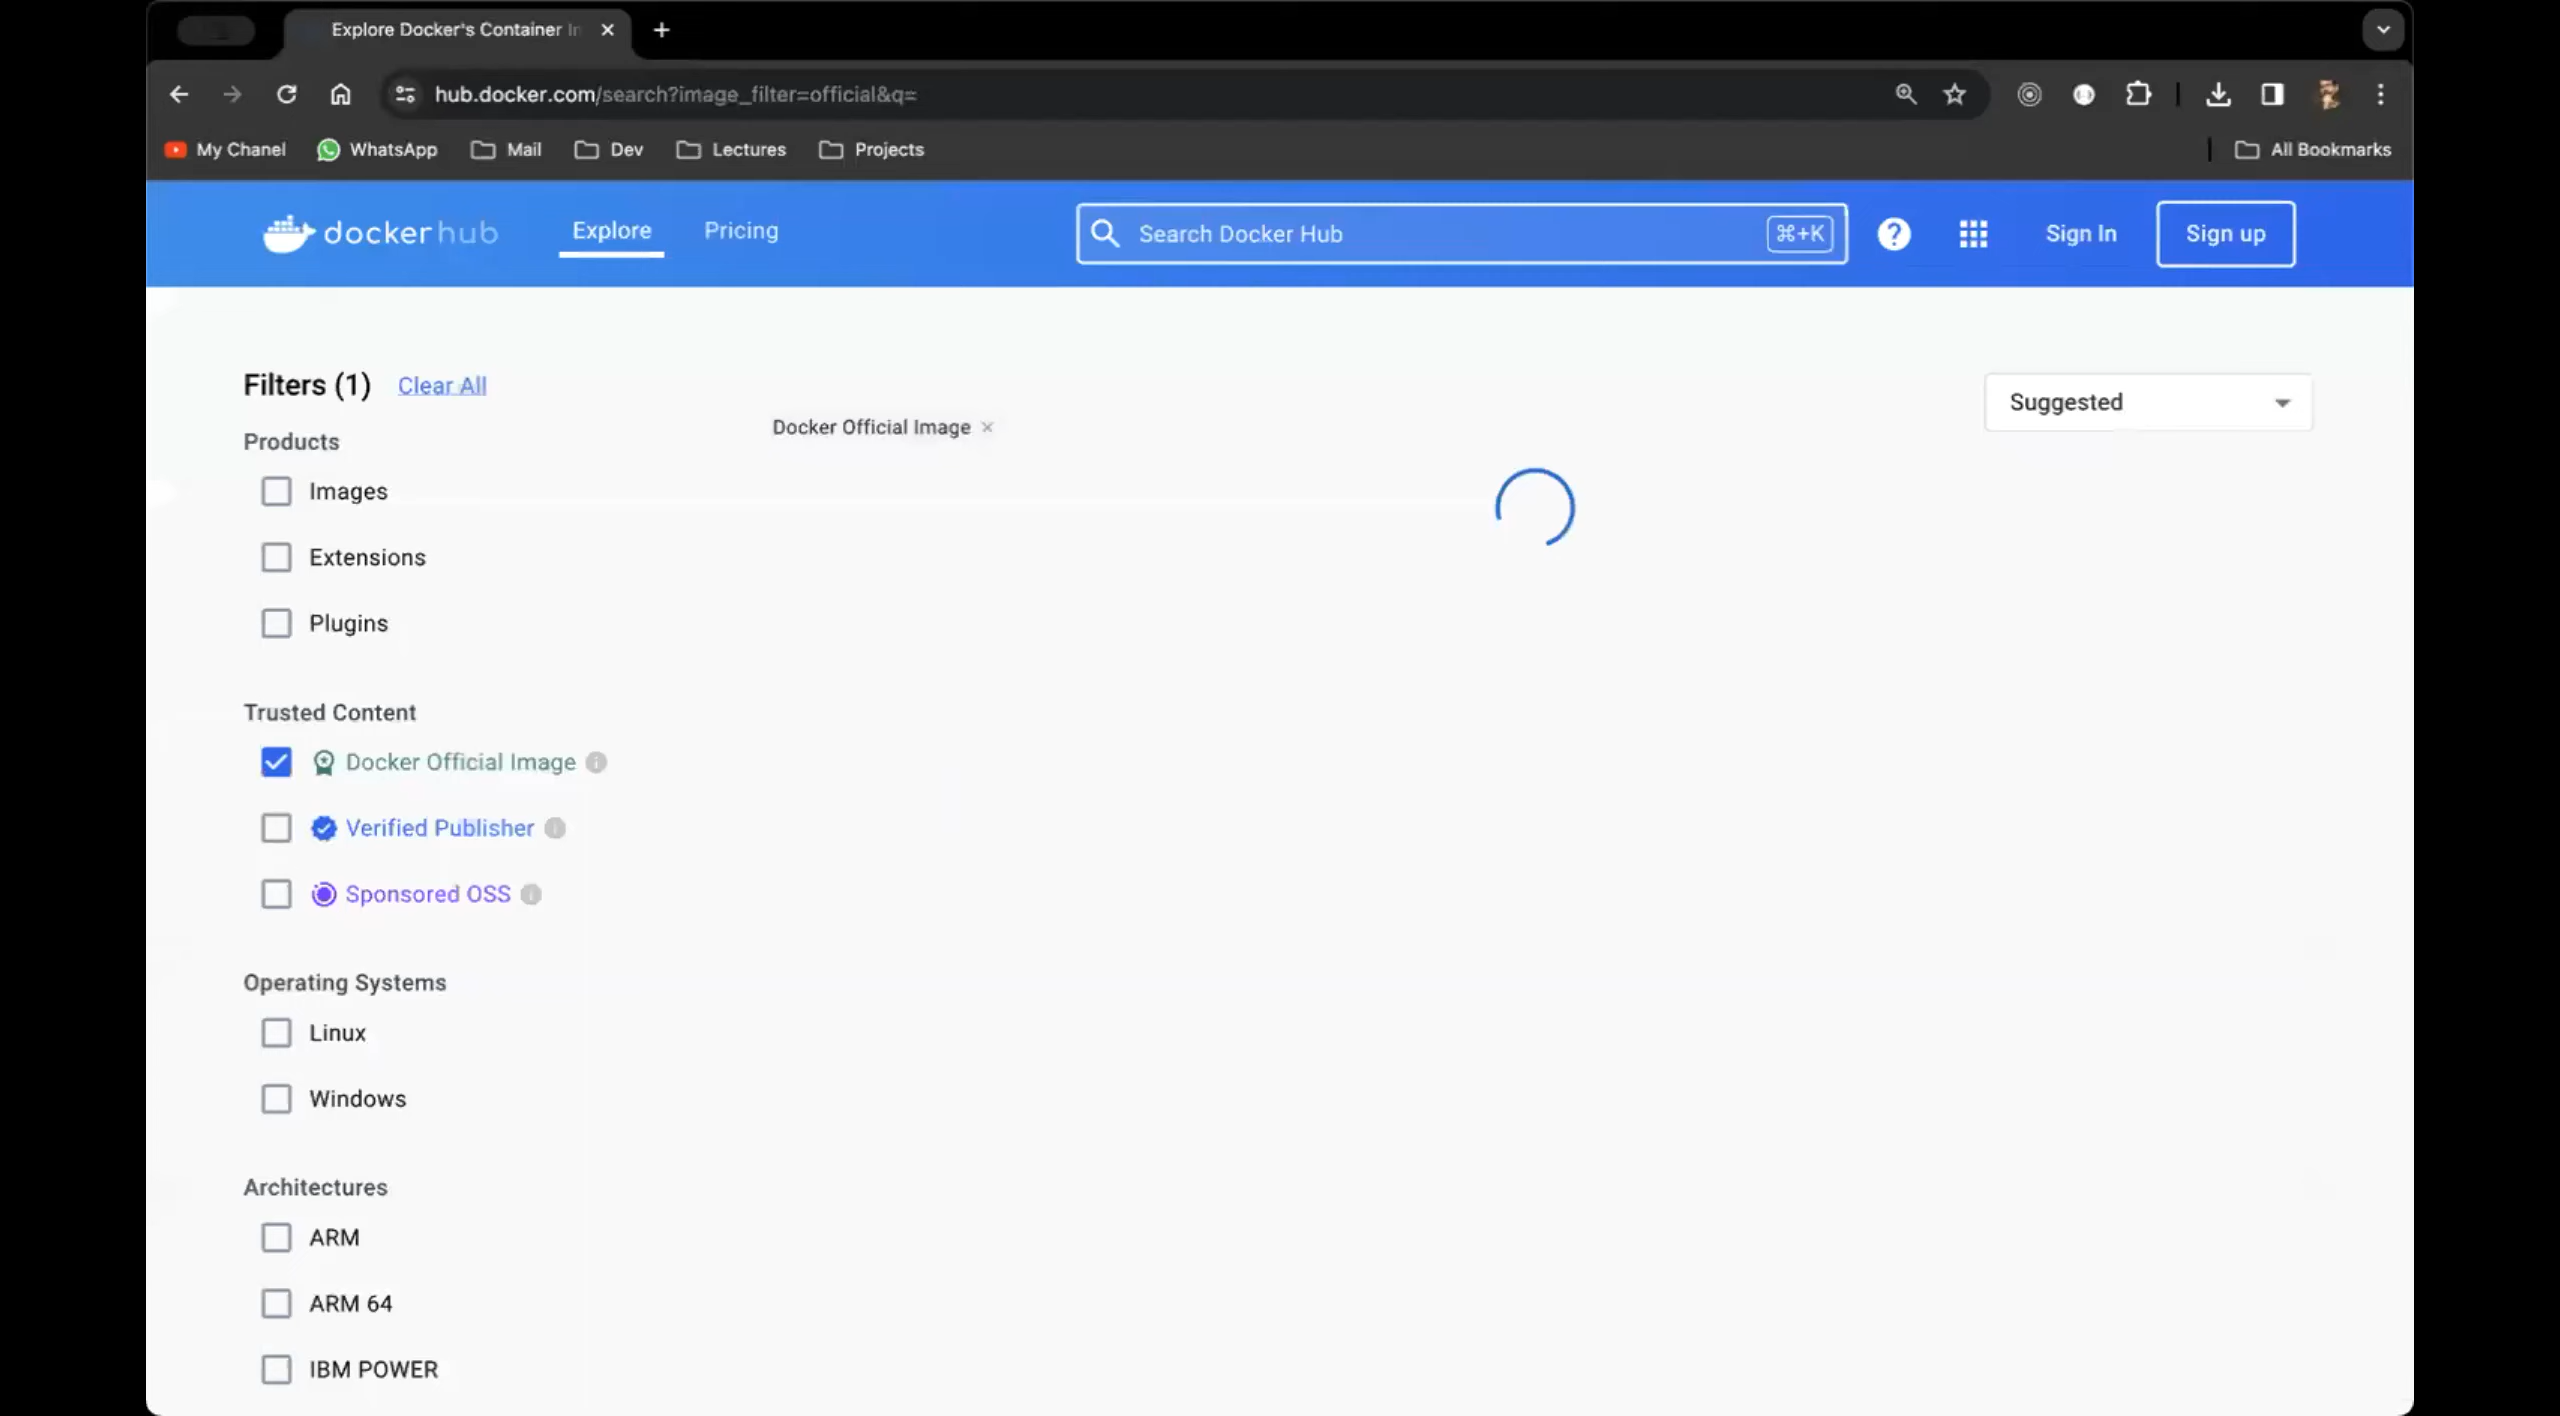 Explore Docker's Container In
hub.docker.com/search?image_filter=official&q=
My Chanel WhatsApp Mail Dev Lectures Projects All Bookmarks
docker hub Explore Pricing Search Docker Hub ⌘+K ? Sign In Sign up
Filters (1) Clear All
Suggested
Docker Official Image ×
Products
Images
Extensions
Plugins
Trusted Content
Docker Official Image
Verified Publisher
Sponsored OSS
Operating Systems
Linux
Windows
Architectures
ARM
ARM 64
IBM POWER